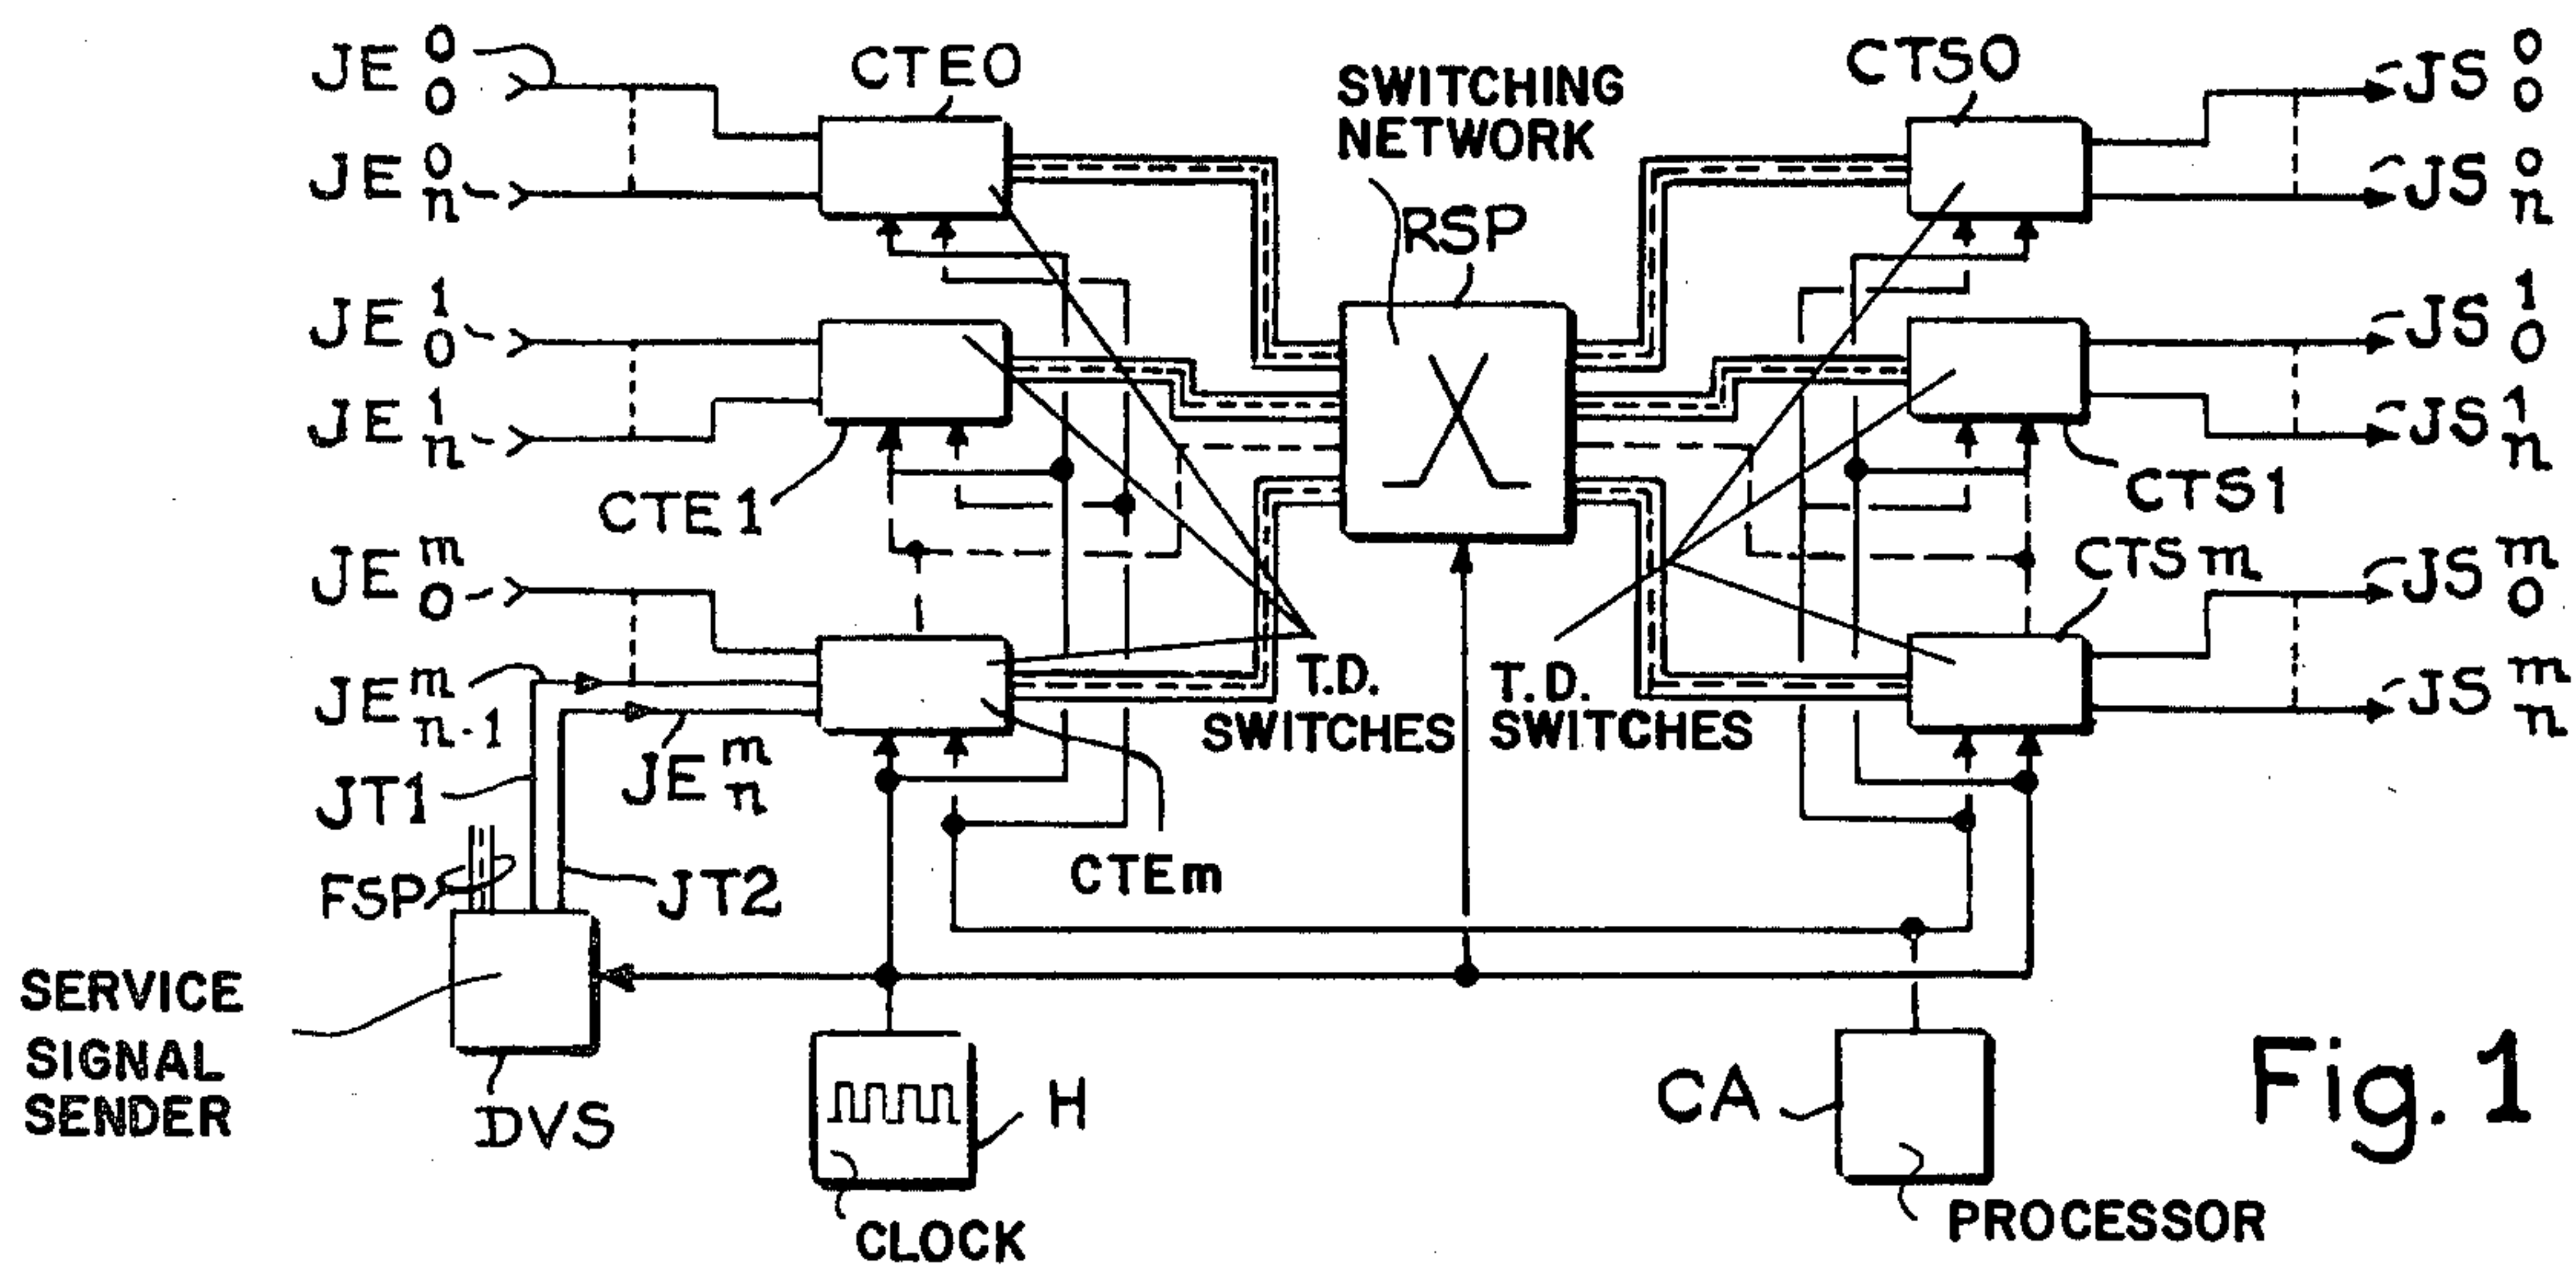 JE 0 0
CTE0
SWITCHING
NETWORK
CTS0
JS 0 0
JE 0 n
JS 0 n
RSP
JE 1 0
JS 1 0
JE 1 n
JS 1 n
CTE1
CTS1
JE m 0
CTSm
JS m 0
JE m n-1
T.D.
SWITCHES
T.D.
SWITCHES
JS m n
JE m n
JT1
CTEm
FSP
JT2
SERVICE
SIGNAL
SENDER
DVS
H
CLOCK
CA
PROCESSOR
Fig. 1